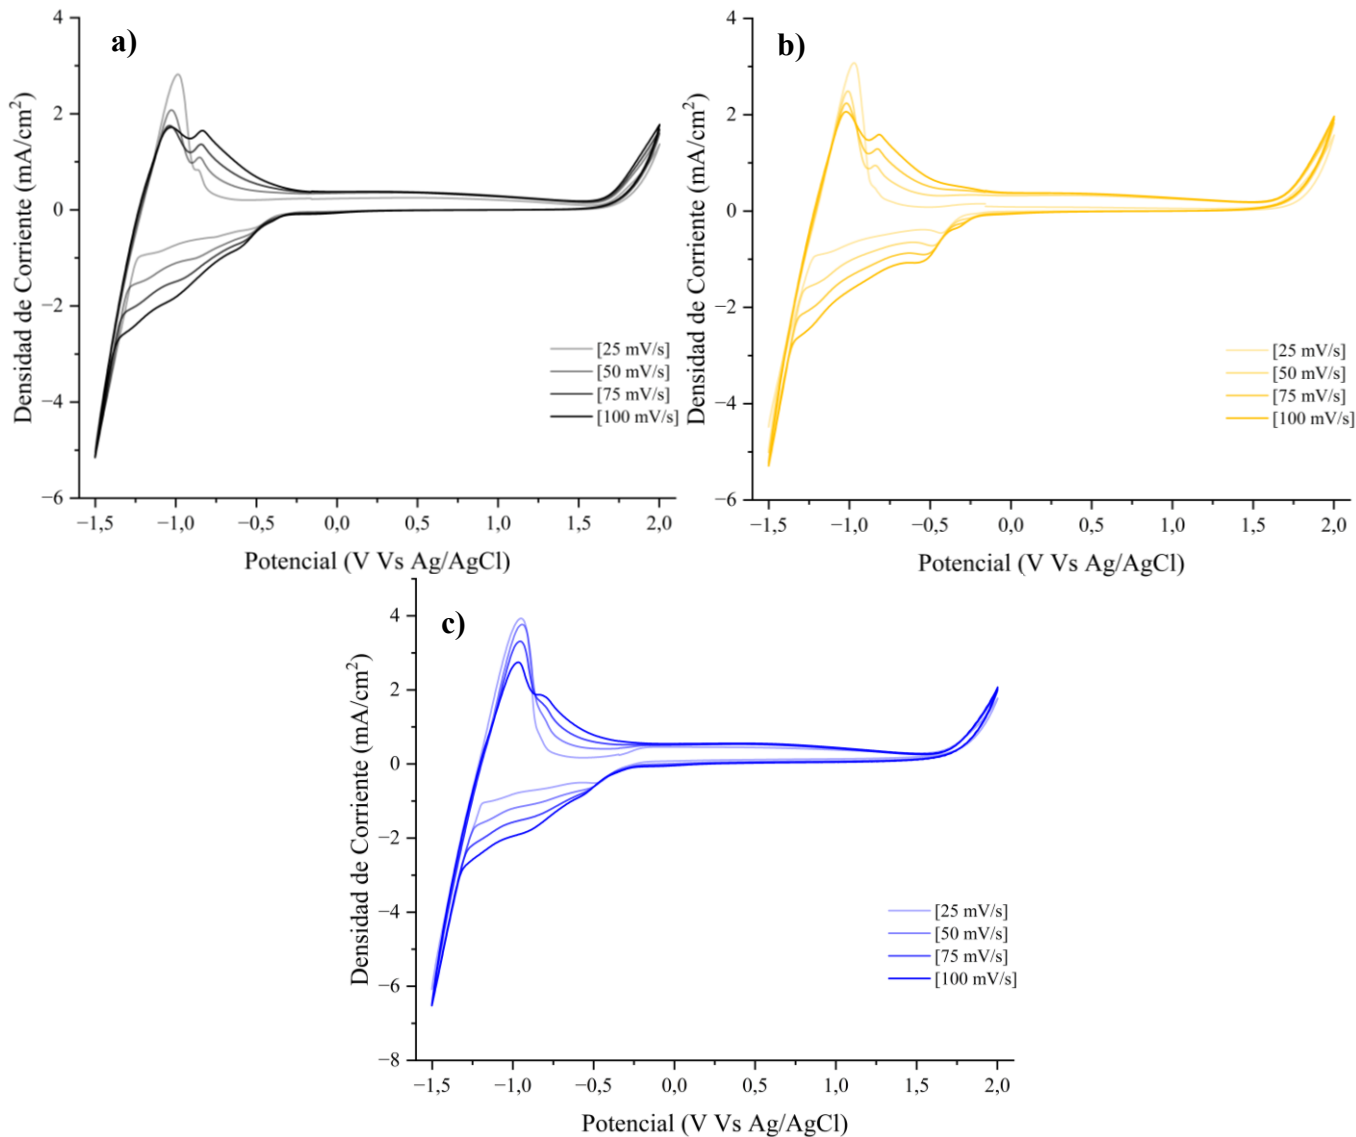 a)
4
2
0
−2
−4
−6
Densidad de Corriente (mA/cm²)
[25 mV/s]
[50 mV/s]
[75 mV/s]
[100 mV/s]
−1,5 −1,0 −0,5 0,0 0,5 1,0 1,5 2,0
Potencial (V Vs Ag/AgCl)
b)
4
2
0
−2
−4
−6
Densidad de Corriente (mA/cm²)
[25 mV/s]
[50 mV/s]
[75 mV/s]
[100 mV/s]
−1,5 −1,0 −0,5 0,0 0,5 1,0 1,5 2,0
Potencial (V Vs Ag/AgCl)
c)
4
2
0
−2
−4
−6
−8
Densidad de Corriente (mA/cm²)
[25 mV/s]
[50 mV/s]
[75 mV/s]
[100 mV/s]
−1,5 −1,0 −0,5 0,0 0,5 1,0 1,5 2,0
Potencial (V Vs Ag/AgCl)